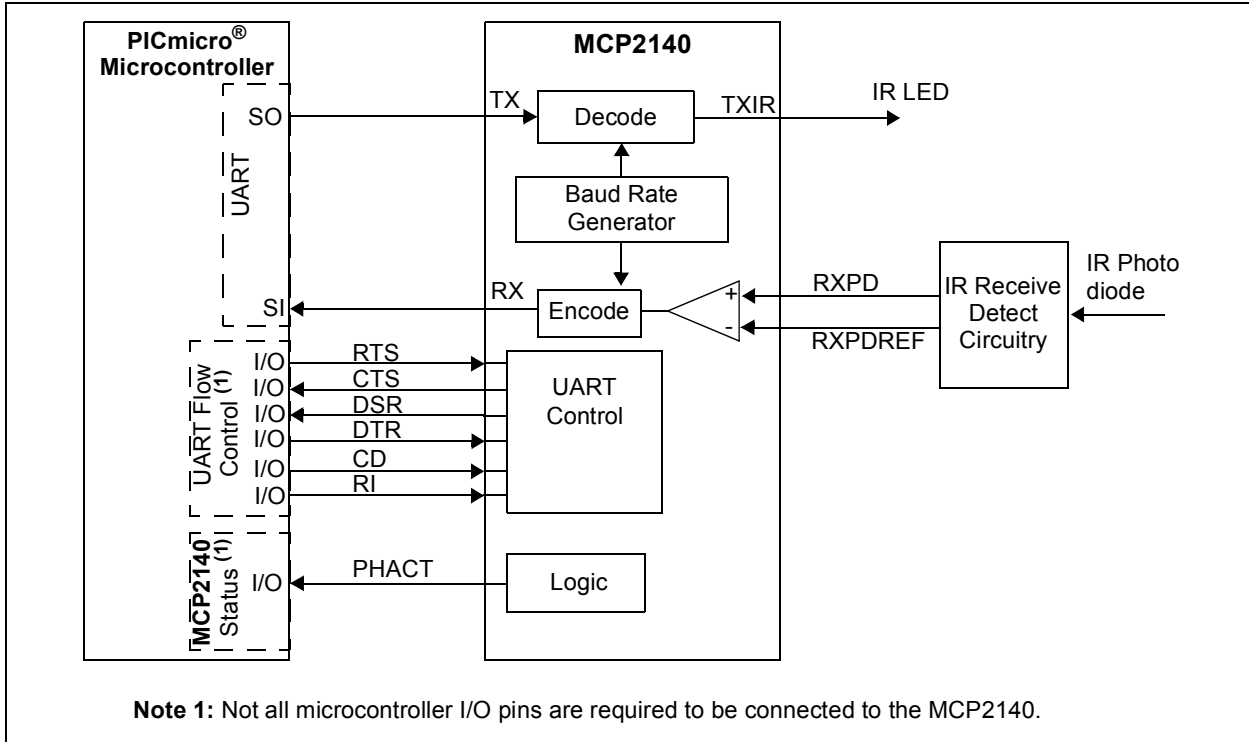 PICmicro®
Microcontroller
MCP2140
UART
SO
TX
Decode
TXIR
IR LED
Baud Rate
Generator
SI
RX
Encode
+
-
RXPD
RXPDREF
IR Receive
Detect
Circuitry
IR Photo
diode
UART Flow
Control (1)
I/O
RTS
I/O
CTS
I/O
DSR
I/O
DTR
I/O
CD
I/O
RI
UART
Control
MCP2140
Status (1)
I/O
PHACT
Logic
Note 1: Not all microcontroller I/O pins are required to be connected to the MCP2140.